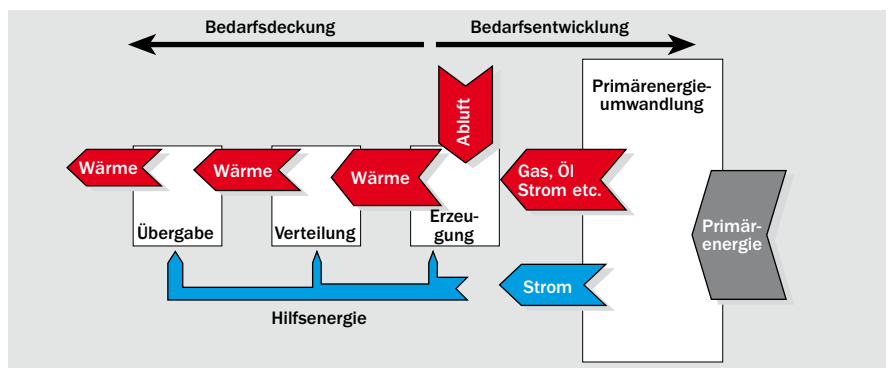 Bedarfsdeckung
Bedarfsentwicklung
Primärenergie-
umwandlung
Abluft
Wärme
Wärme
Wärme
Gas, Öl
Strom etc.
Übergabe
Verteilung
Erzeu-
gung
Primär-
energie
Strom
Hilfsenergie